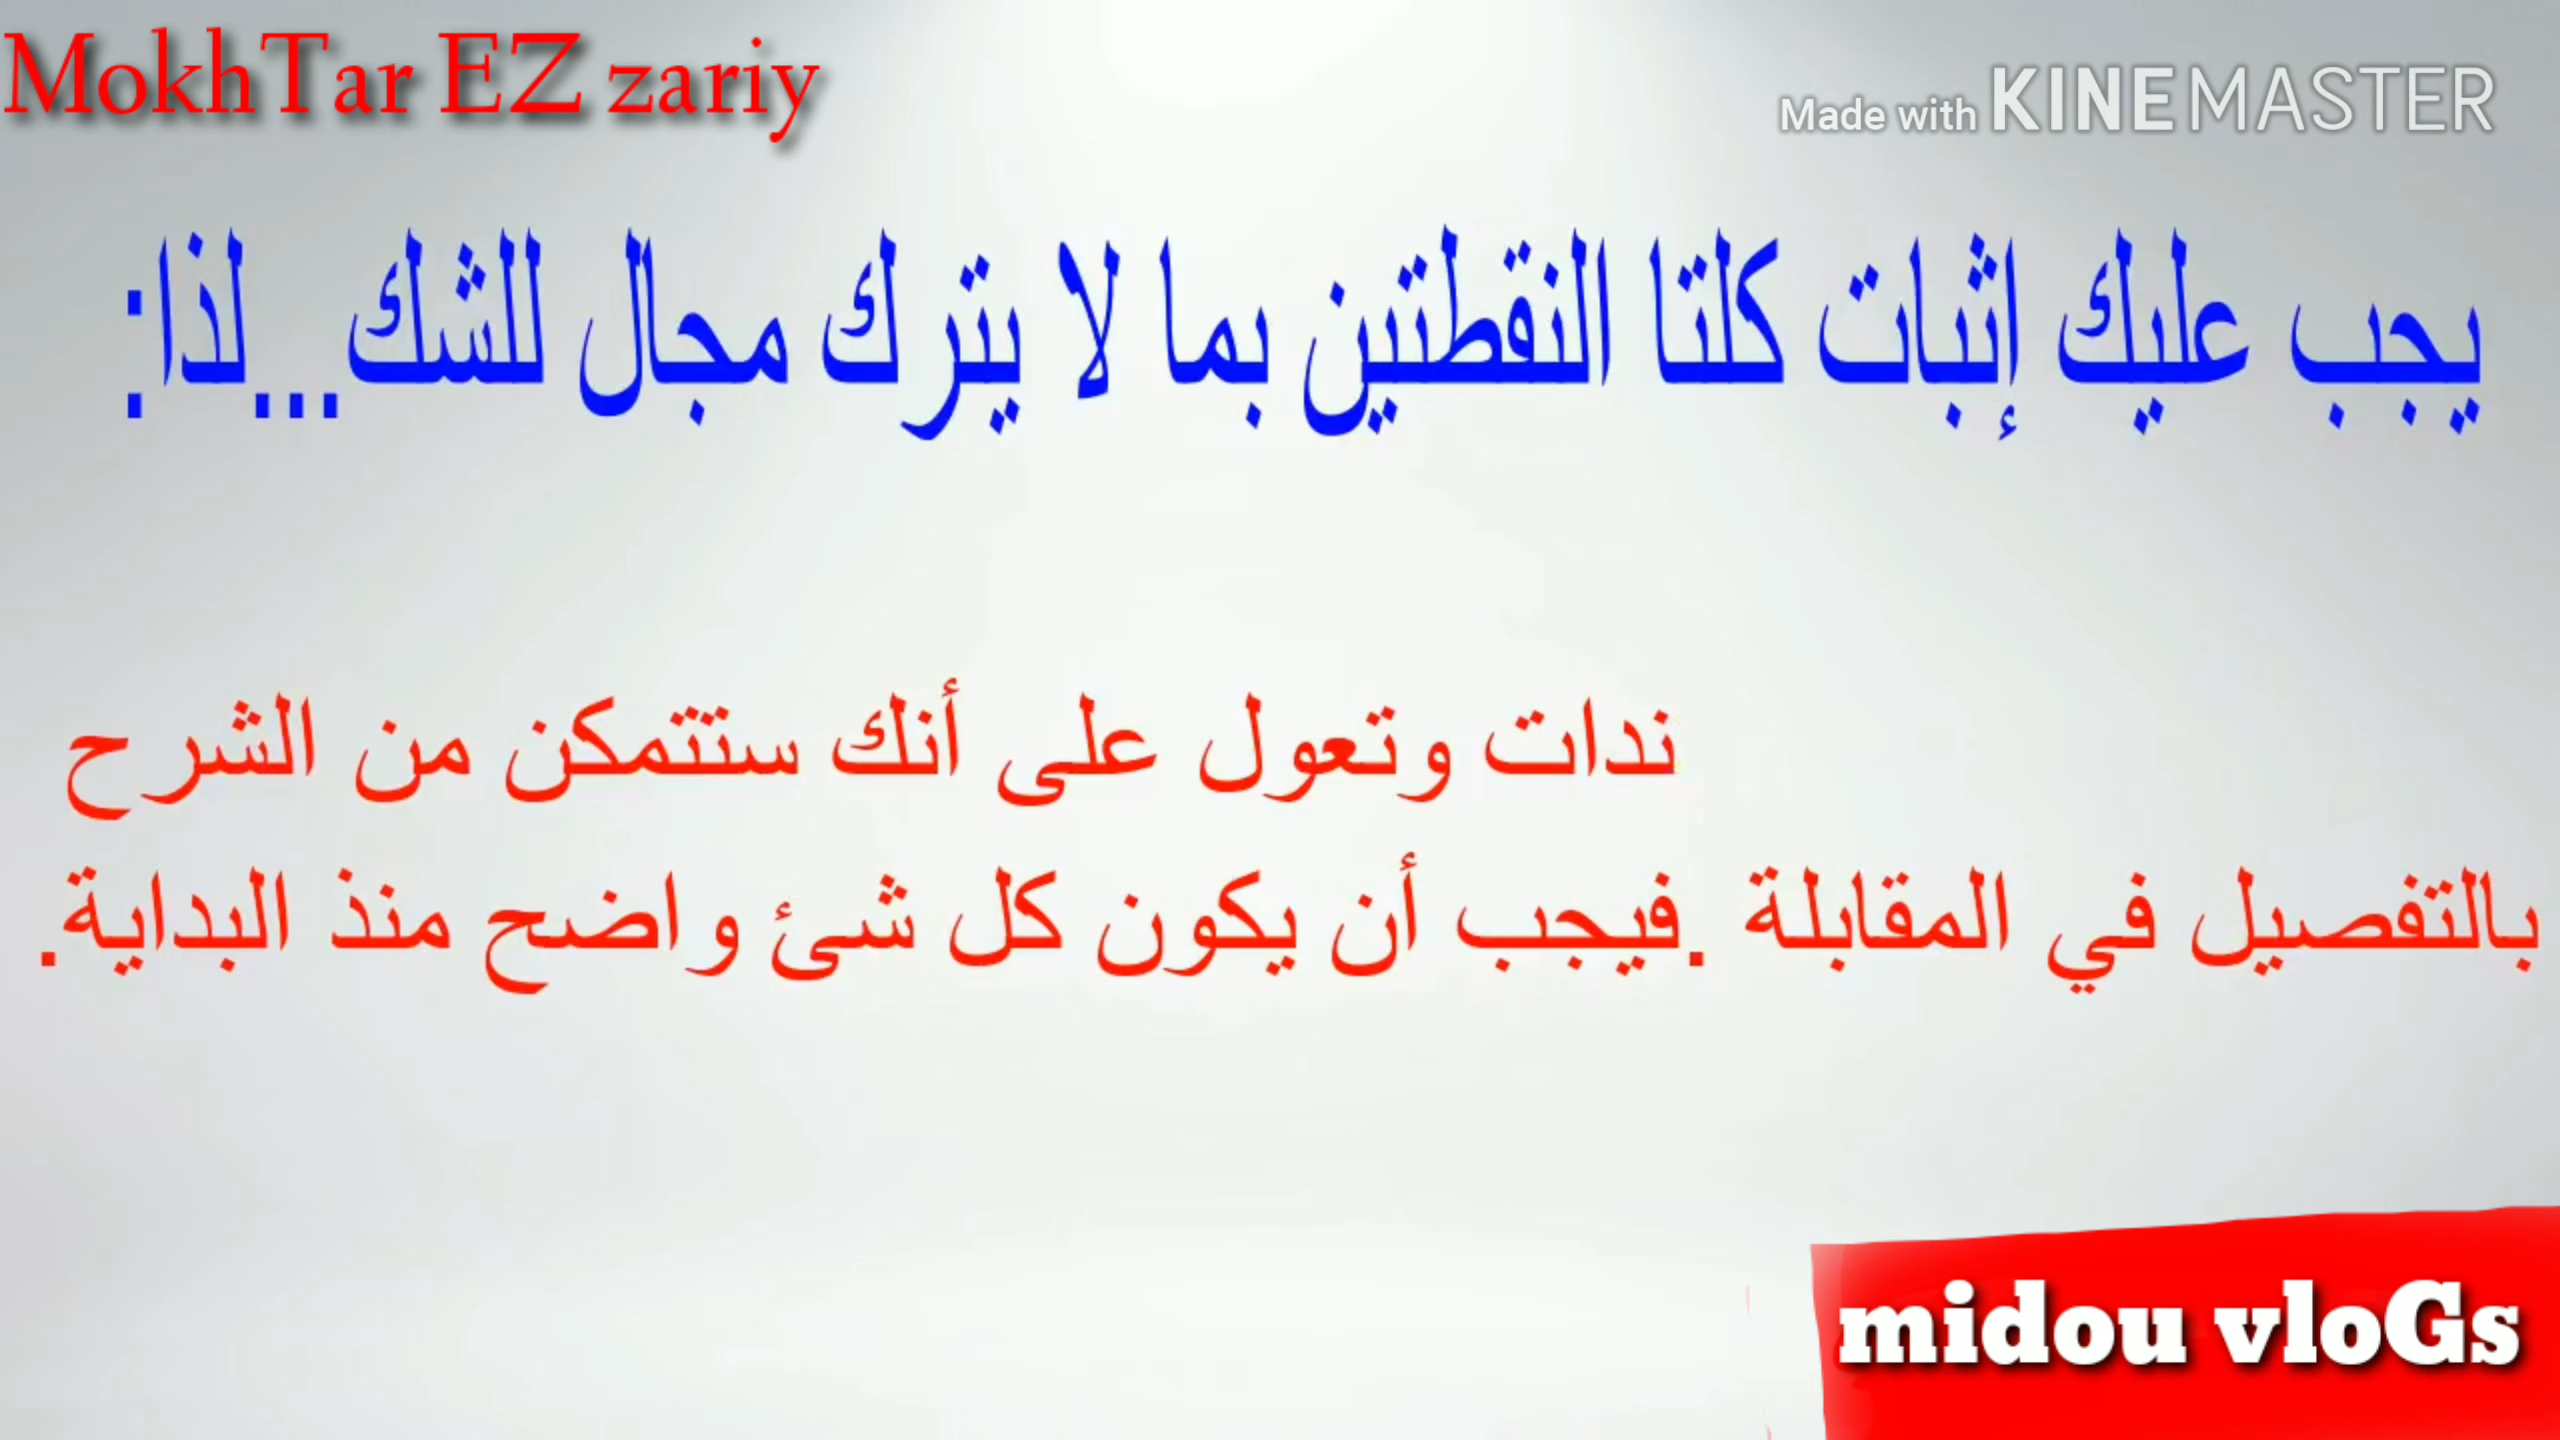 MokhTar EZ zariy
Made with KINEMASTER
يجب عليك إثبات كلتا النقطتين بما لا يترك مجال للشك...لذا:
ندات وتعول على أنك ستتمكن من الشرح
بالتفصيل في المقابلة .فيجب أن يكون كل شئ واضح منذ البداية.
midou vloGs